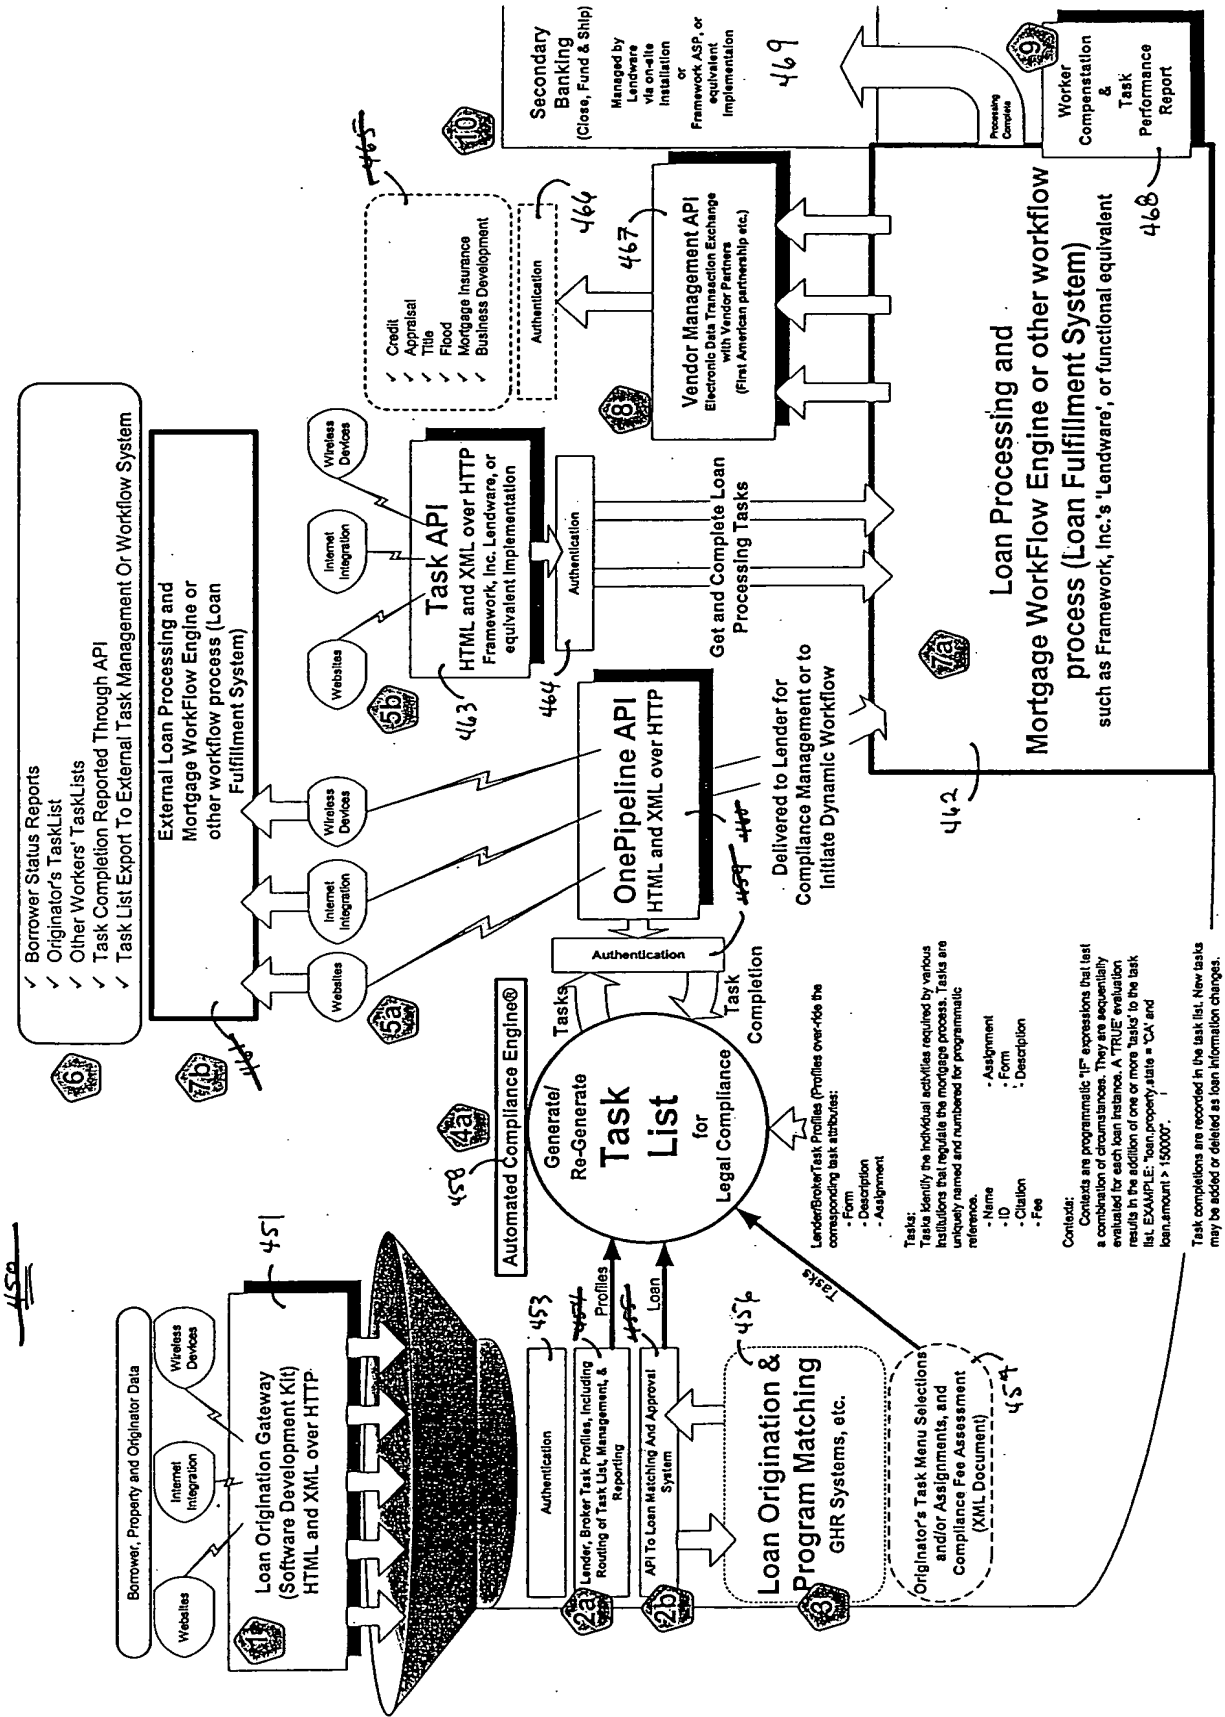 450
Borrower, Property and Originator Data
Websites
Internet
Integration
Wireless
Devices
1
Loan Origination Gateway
(Software Development Kit)
HTML and XML over HTTP
451
Authentication
453
2a
Lender, Broker Task Profiles, Including
Routing of Task List, Management, &
Reporting
454
Profiles
2b
API To Loan Matching And Approval
System
455
Loan
3
Loan Origination &
Program Matching
GHR Systems, etc.
456
Originator's Task Menu Selections
and/or Assignments, and
Compliance Fee Assessment
(XML Document)
457
Tasks
4a
458
Automated Compliance Engine®
Generate/
Re-Generate
Task
List
for
Legal Compliance
Tasks
Task
Completion
Authentication
459
Lender/BrokerTask Profiles (Profiles over-ride the
corresponding task attributes:
- Form
- Description
- Assignment
Tasks:
Tasks identify the individual activities required by various
institutions that regulate the mortgage process. Tasks are
uniquely named and numbered for programmatic
reference.
- Name
- ID
- Citation
- Fee
- Assignment
- Form
- Description
Contexts:
Contexts are programmatic "IF" expressions that test
a combination of circumstances. They are sequentially
evaluated for each loan instance. A 'TRUE' evaluation
results in the addition of one or more 'tasks' to the task
list. EXAMPLE: "loan.property.state = 'CA' and
loan.amount > 150000".
Task completions are recorded in the task list. New tasks
may be added or deleted as loan information changes.
6
✓ Borrower Status Reports
✓ Originator's TaskList
✓ Other Workers' TaskLists
✓ Task Completion Reported Through API
✓ Task List Export To External Task Management Or Workflow System
7b
461
External Loan Processing and
Mortgage WorkFlow Engine or
other workflow process (Loan
Fulfillment System)
5a
Websites
Internet
Integration
Wireless
Devices
OnePipeline API
HTML and XML over HTTP
460
Delivered to Lender for
Compliance Management or to
Initiate Dynamic Workflow
5b
Websites
Internet
Integration
Wireless
Devices
Task API
HTML and XML over HTTP
Framework, Inc. Lendware, or
equivalent Implementation
463
Authentication
464
Get and Complete Loan
Processing Tasks
465
✓ Credit
✓ Appraisal
✓ Title
✓ Flood
✓ Mortgage Insurance
✓ Business Development
Authentication
466
8
467
Vendor Management API
Electronic Data Transaction Exchange
with Vendor Partners
(First American partnership etc.)
7a
462
Loan Processing and
Mortgage WorkFlow Engine or other workflow
process (Loan Fulfillment System)
such as Framework, Inc.'s 'Lendware', or functional equivalent
10
Secondary
Banking
(Close, Fund & Ship)
Managed by
Lendware
via on-site
Installation
or
Framework ASP, or
equivalent
Implementaion
469
Processing
Complete
9
Worker
Compenstation
&
Task
Performance
Report
468